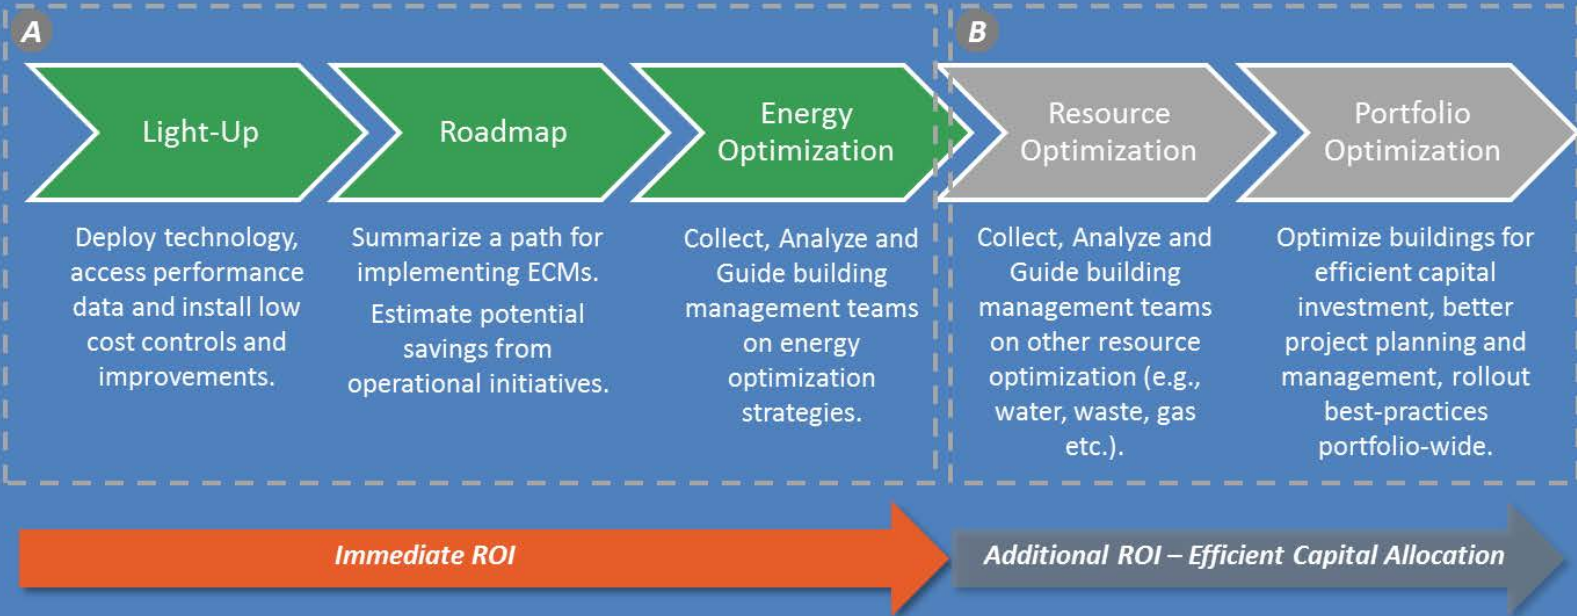 A
B
Light-Up
Roadmap
Energy
Optimization
Resource
Optimization
Portfolio
Optimization
Deploy technology,
access performance
data and install low
cost controls and
improvements.
Summarize a path for
implementing ECMs.
Estimate potential
savings from
operational initiatives.
Collect, Analyze and
Guide building
management teams
on energy
optimization
strategies.
Collect, Analyze and
Guide building
management teams
on other resource
optimization (e.g.,
water, waste, gas
etc.).
Optimize buildings for
efficient capital
investment, better
project planning and
management, rollout
best-practices
portfolio-wide.
Immediate ROI
Additional ROI – Efficient Capital Allocation